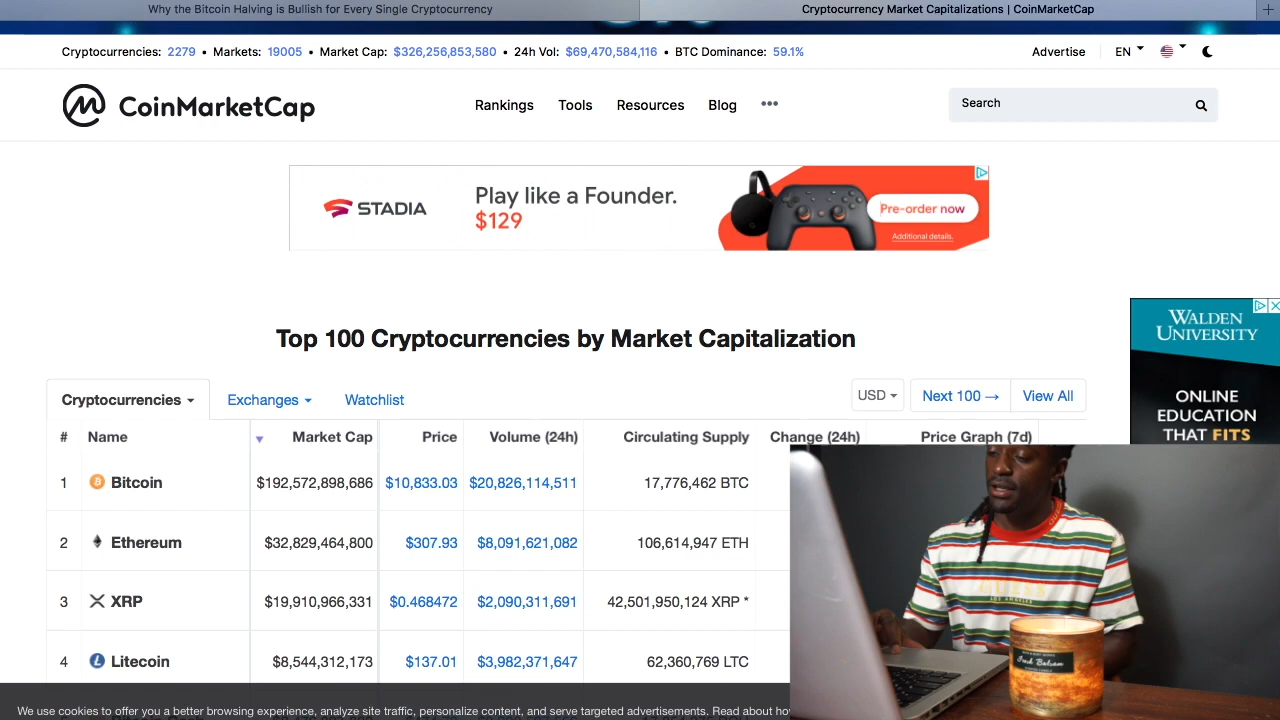 Why the Bitcoin Halving is Bullish for Every Single Cryptocurrency
Cryptocurrency Market Capitalizations | CoinMarketCap
Cryptocurrencies: 2279 • Markets: 19005 • Market Cap: $326,256,853,580 • 24h Vol: $69,470,584,116 • BTC Dominance: 59.1%
Advertise EN
CoinMarketCap
Rankings Tools Resources Blog •••
Search
STADIA
Play like a Founder.
$129
Pre-order now
Additional details.
WALDEN
UNIVERSITY
ONLINE
EDUCATION
THAT FITS
Top 100 Cryptocurrencies by Market Capitalization
Cryptocurrencies Exchanges Watchlist USD Next 100 → View All
# Name Market Cap Price Volume (24h) Circulating Supply Change (24h) Price Graph (7d)
1 Bitcoin $192,572,898,686 $10,833.03 $20,826,114,511 17,776,462 BTC
2 Ethereum $32,829,464,800 $307.93 $8,091,621,082 106,614,947 ETH
3 XRP $19,910,966,331 $0.468472 $2,090,311,691 42,501,950,124 XRP *
4 Litecoin $8,544,312,173 $137.01 $3,982,371,647 62,360,769 LTC
We use cookies to offer you a better browsing experience, analyze site traffic, personalize content, and serve targeted advertisements. Read about
GUESS
LOS ANGELES
Fresh Balsam